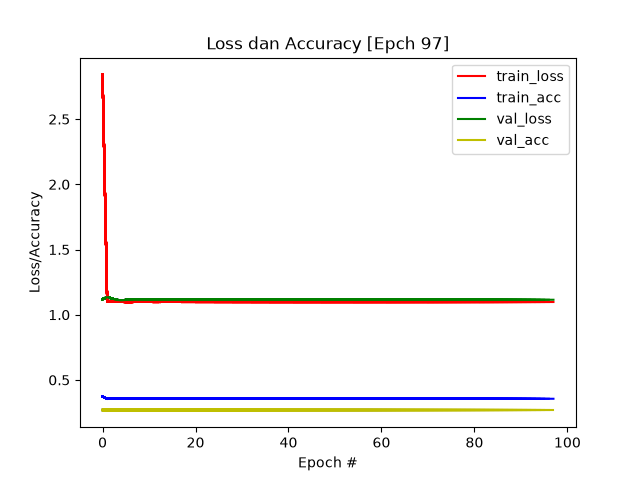 Loss dan Accuracy [Epch 97]
train_loss
train_acc
val_loss
val_acc
Loss/Accuracy
2.5
2.0
1.5
1.0
0.5
0 20 40 60 80 100
Epoch #